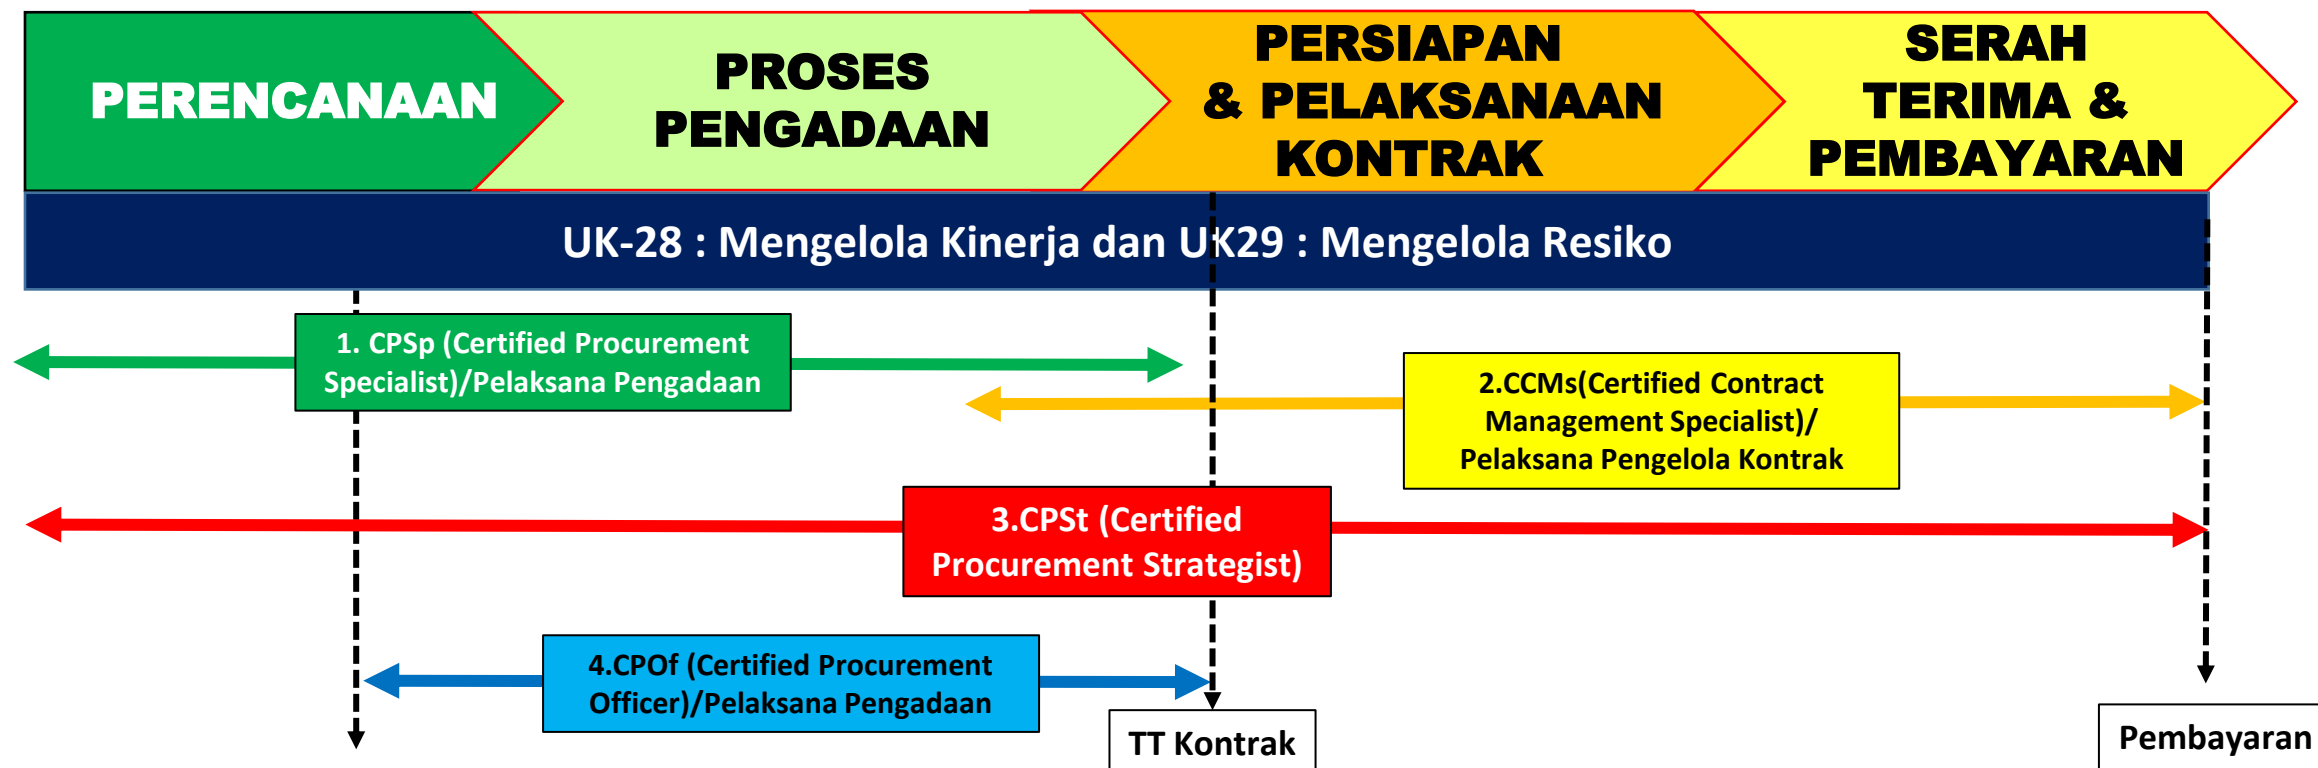 PERENCANAAN
PROSES
PENGADAAN
PERSIAPAN
& PELAKSANAAN
KONTRAK
SERAH
TERIMA &
PEMBAYARAN
UK-28 : Mengelola Kinerja dan UK29 : Mengelola Resiko
1. CPSp (Certified Procurement
Specialist)/Pelaksana Pengadaan
2.CCMs(Certified Contract
Management Specialist)/
Pelaksana Pengelola Kontrak
3.CPSt (Certified
Procurement Strategist)
4.CPOf (Certified Procurement
Officer)/Pelaksana Pengadaan
TT Kontrak
Pembayaran